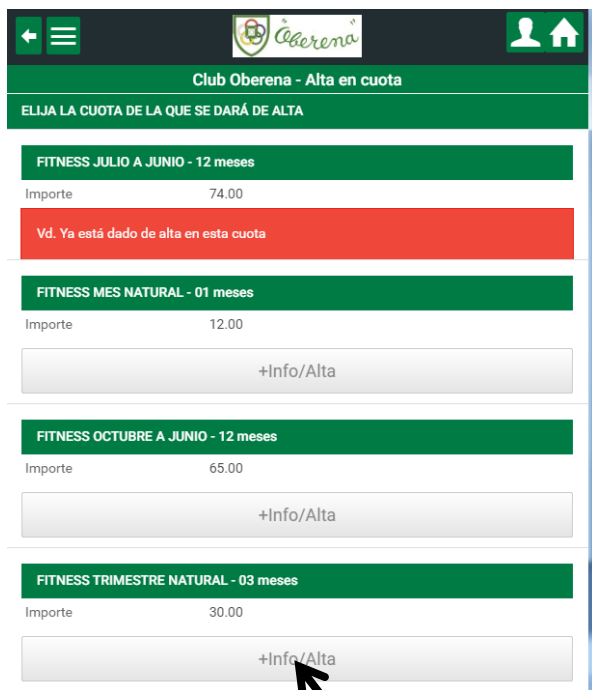 Oberena
Club Oberena - Alta en cuota
ELIJA LA CUOTA DE LA QUE SE DARÁ DE ALTA
FITNESS JULIO A JUNIO - 12 meses
Importe 74.00
Vd. Ya está dado de alta en esta cuota
FITNESS MES NATURAL - 01 meses
Importe 12.00
+Info/Alta
FITNESS OCTUBRE A JUNIO - 12 meses
Importe 65.00
+Info/Alta
FITNESS TRIMESTRE NATURAL - 03 meses
Importe 30.00
+Info/Alta